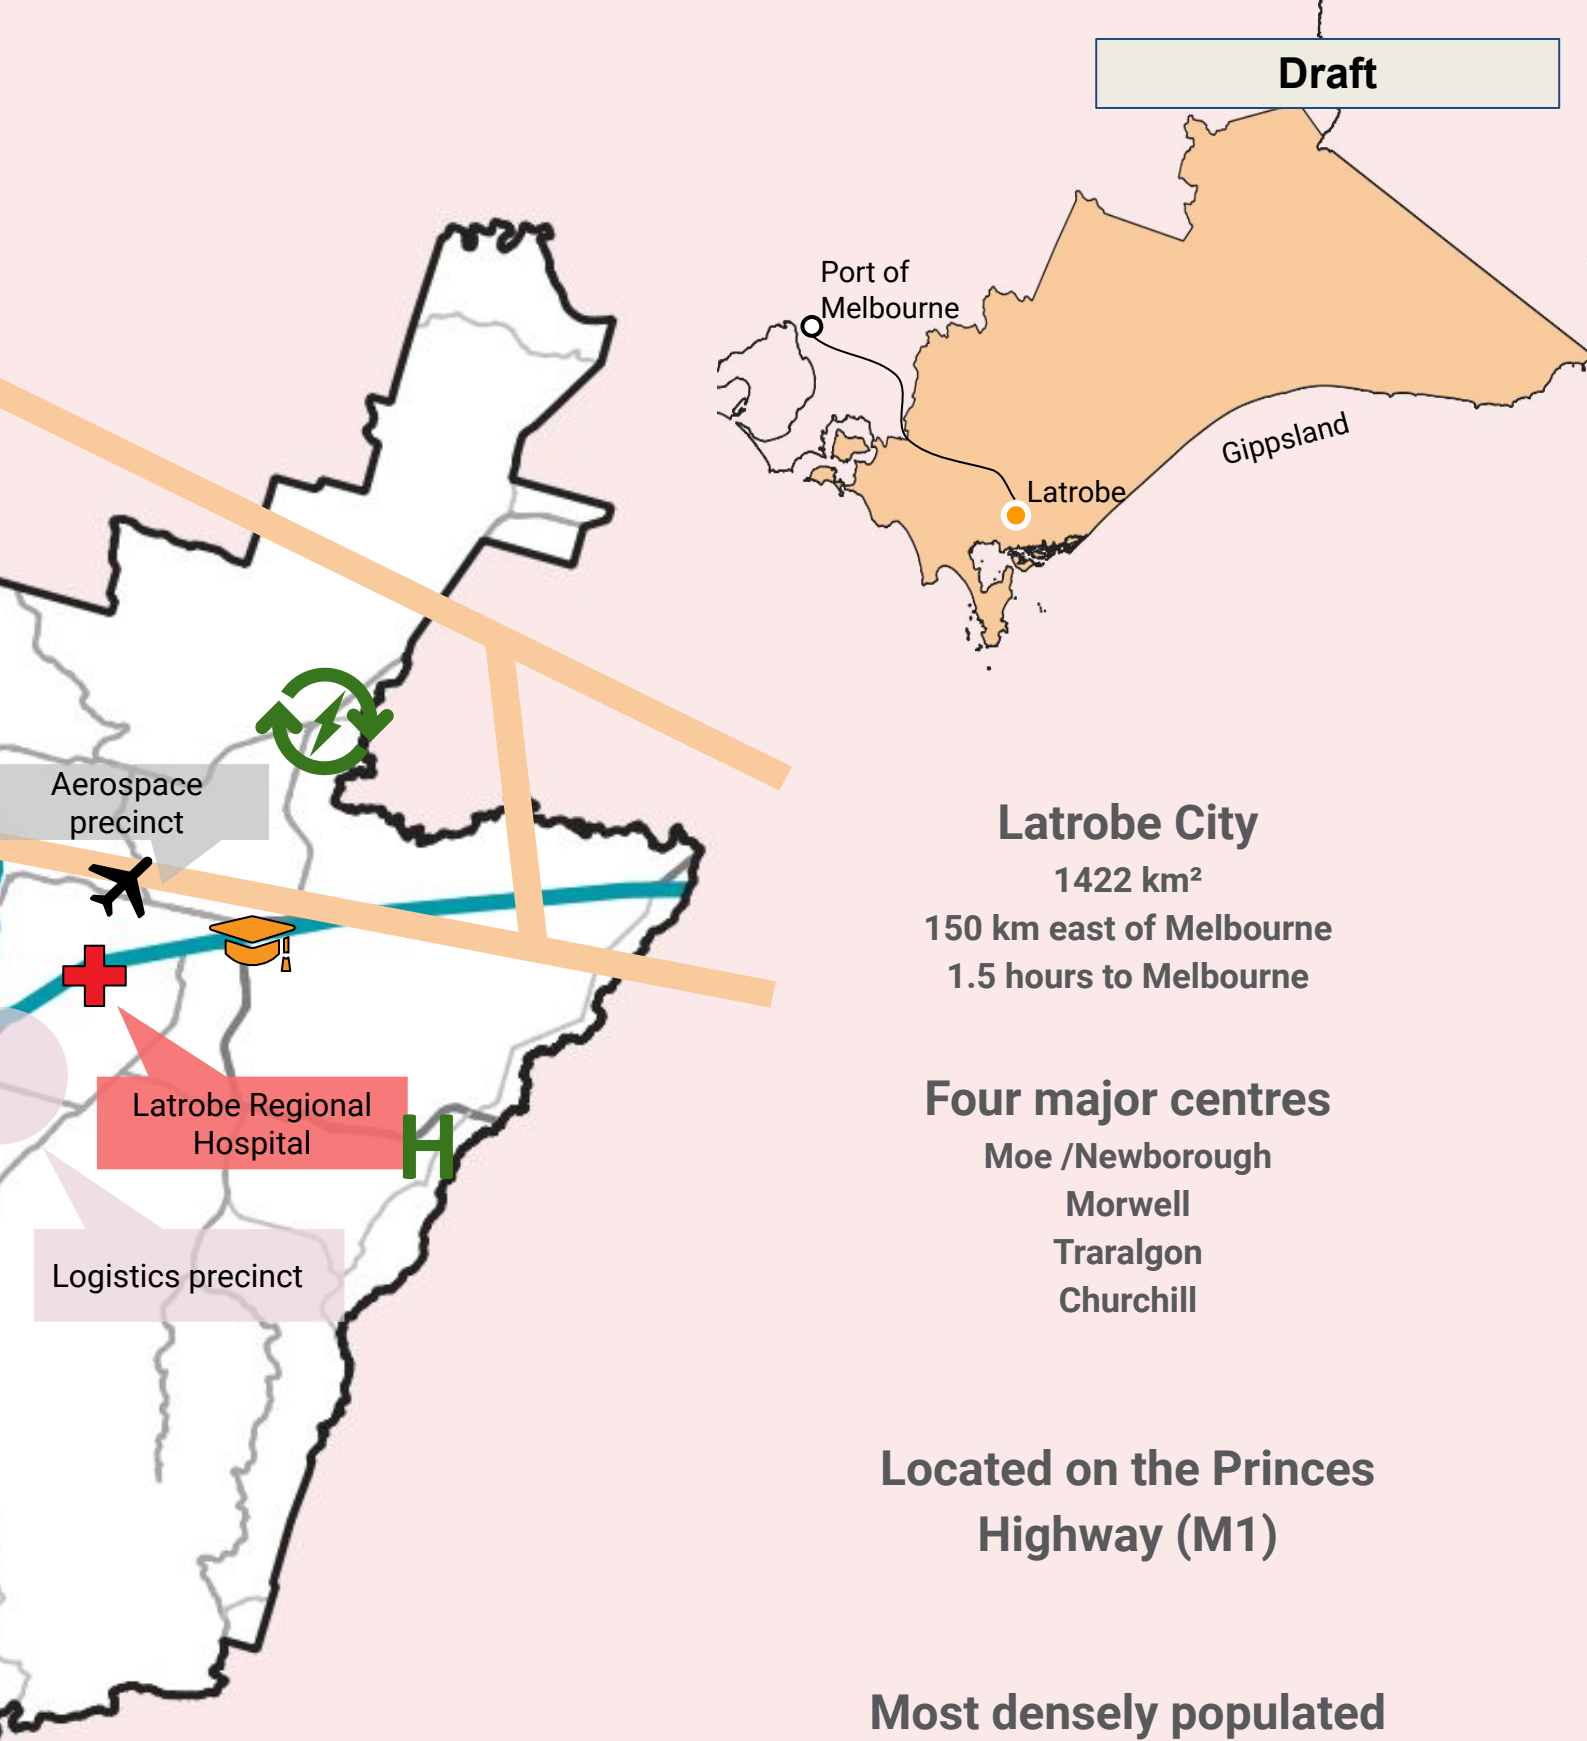 Draft
Port of
Melbourne
Gippsland
Latrobe
Aerospace
precinct
Latrobe Regional
Hospital
H
Logistics precinct
Latrobe City
1422 km²
150 km east of Melbourne
1.5 hours to Melbourne
Four major centres
Moe /Newborough
Morwell
Traralgon
Churchill
Located on the Princes
Highway (M1)
Most densely populated